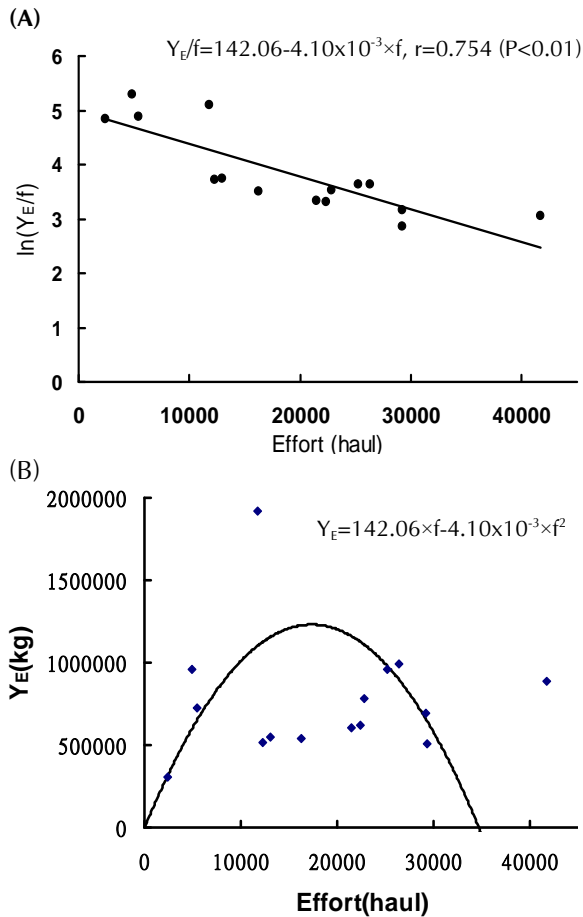 (A)
Y_E/f=142.06-4.10x10⁻³×f, r=0.754 (P<0.01)
6
5
4
3
2
1
0
ln(YE/f)
0 10000 20000 30000 40000
Effort (haul)
(B)
Y_E=142.06×f-4.10x10⁻³×f²
2000000
1500000
1000000
500000
0
YE(kg)
0 10000 20000 30000 40000
Effort(haul)